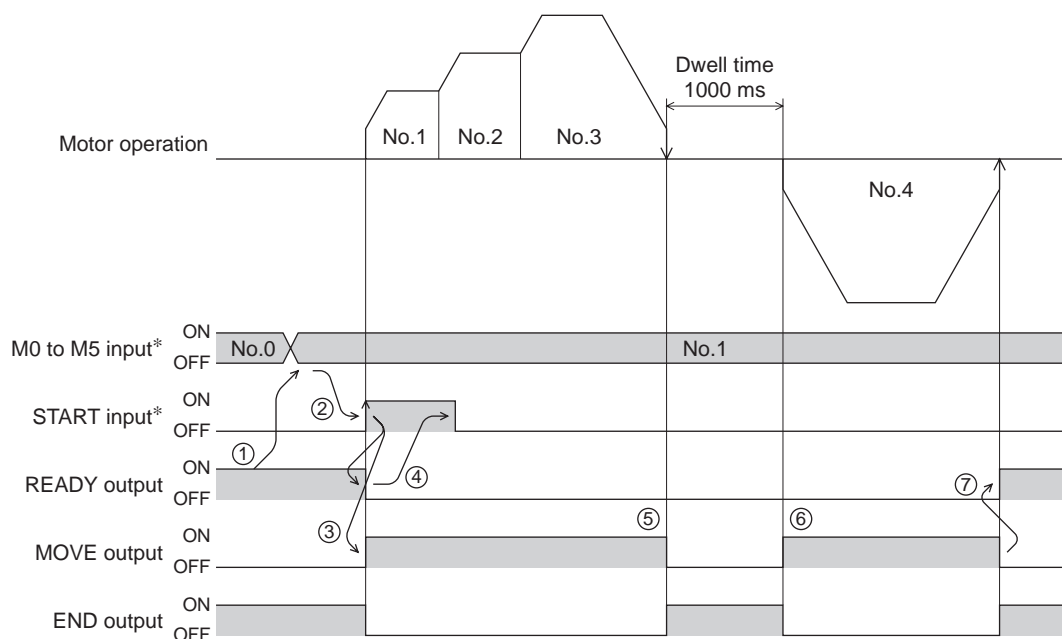 Dwell time
1000 ms
No.1
No.2
No.3
Motor operation
No.4
M0 to M5 input*
ON
OFF
No.0
No.1
START input*
ON
OFF
②
①
④
READY output
ON
OFF
⑦
③
⑤
⑥
MOVE output
ON
OFF
END output
ON
OFF